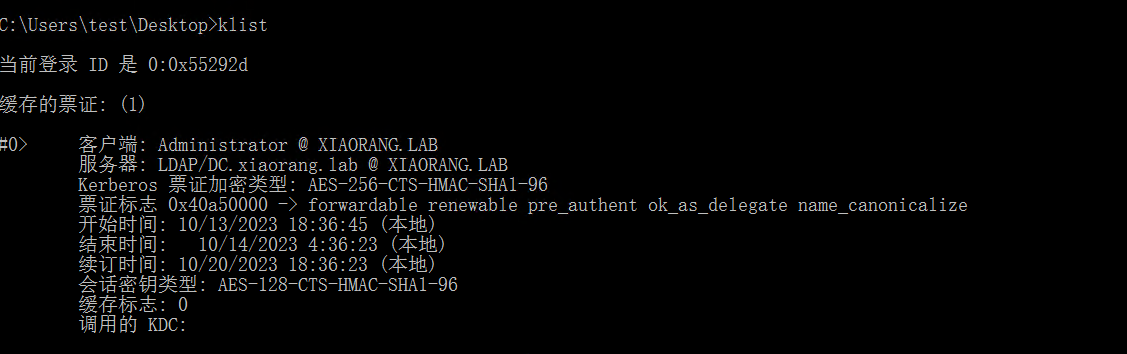 C:\Users\test\Desktop>klist
当前登录 ID 是 0:0x55292d
缓存的票证: (1)
#0> 客户端: Administrator @ XIAORANG.LAB
服务器: LDAP/DC.xiaorang.lab @ XIAORANG.LAB
Kerberos 票证加密类型: AES-256-CTS-HMAC-SHA1-96
票证标志 0x40a50000 -> forwardable renewable pre_authent ok_as_delegate name_canonicalize
开始时间: 10/13/2023 18:36:45 (本地)
结束时间: 10/14/2023 4:36:23 (本地)
续订时间: 10/20/2023 18:36:23 (本地)
会话密钥类型: AES-128-CTS-HMAC-SHA1-96
缓存标志: 0
调用的 KDC: